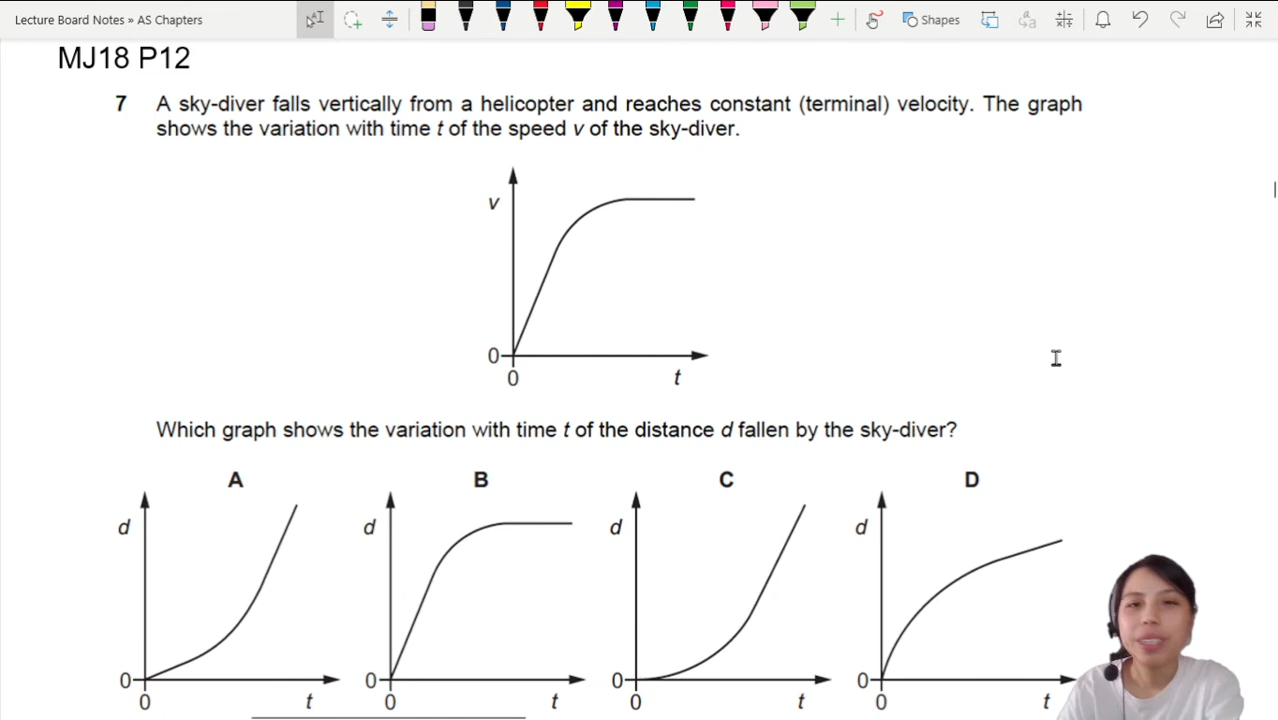 Lecture Board Notes » AS Chapters
Shapes
MJ18 P12
7 A sky-diver falls vertically from a helicopter and reaches constant (terminal) velocity. The graph
shows the variation with time t of the speed v of the sky-diver.
v
0
0 t
Which graph shows the variation with time t of the distance d fallen by the sky-diver?
A B C D
d d d d
0 0 0 0
0 t 0 t 0 t 0 t